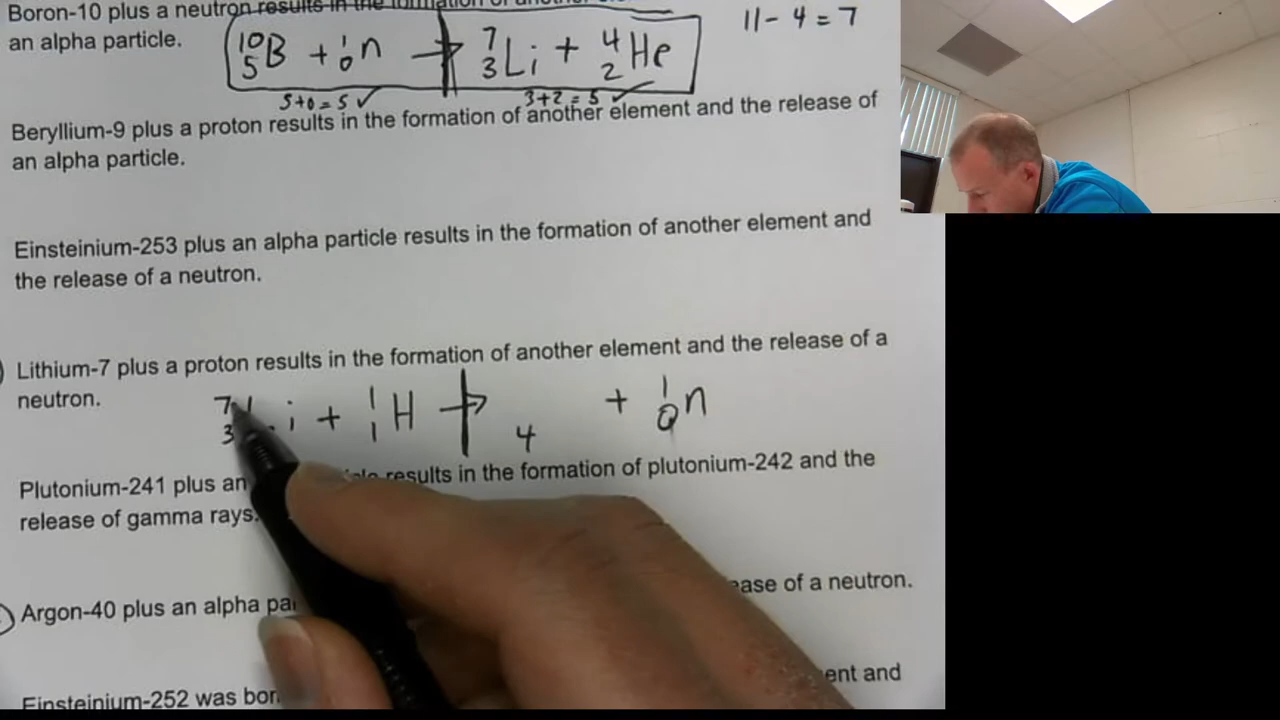 Boron-10 plus a neutron results in the formation of another
an alpha particle.
10 5 B + 1 0 n → 7 3 Li + 4 2 He
11 - 4 = 7
5+0 = 5 ✓ 3+2 = 5 ✓
Beryllium-9 plus a proton results in the formation of another element and the release of
an alpha particle.
Einsteinium-253 plus an alpha particle results in the formation of another element and
the release of a neutron.
Lithium-7 plus a proton results in the formation of another element and the release of a
neutron.
7 3 Li + 1 1 H → 4 + 1 0 n
Plutonium-241 plus an results in the formation of plutonium-242 and the
release of gamma rays.
Argon-40 plus an alpha of a neutron.
Einsteinium-252 was and